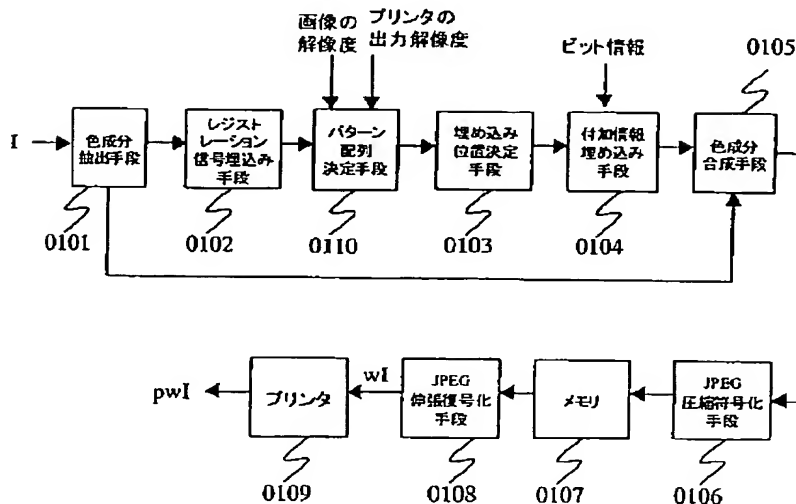 画像の
解像度
プリンタの
出力解像度
ビット情報
0105
I
色成分
抽出手段
レジスト
レーション
信号埋込み
手段
パターン
配列
決定手段
埋め込み
位置決定
手段
付加情報
埋め込み
手段
色成分
合成手段
0101
0102
0110
0103
0104
pwI
プリンタ
wI
JPEG
伸張復号化
手段
メモリ
JPEG
圧縮符号化
手段
0109
0108
0107
0106